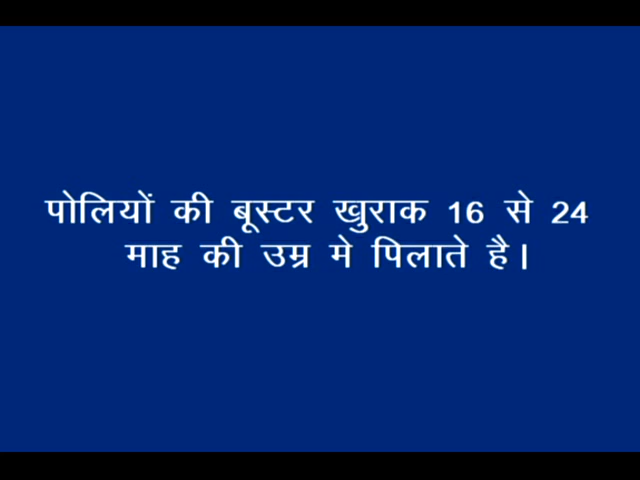 पोलियों की बूस्टर खुराक 16 से 24
माह की उम्र मे पिलाते है।